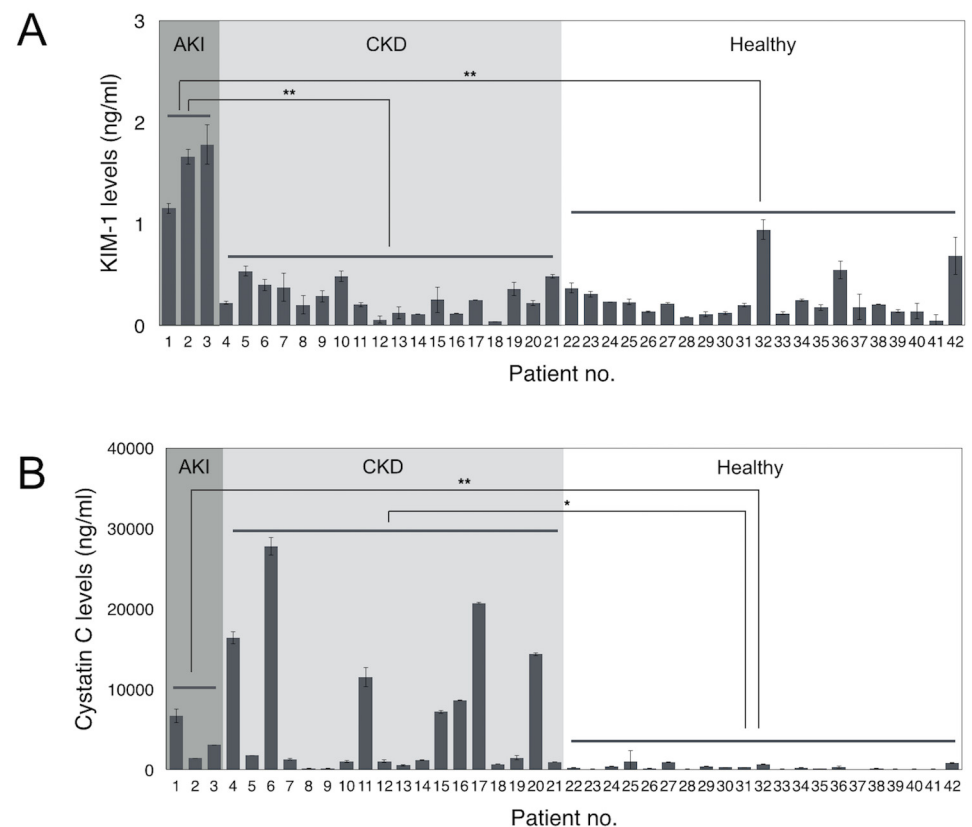 A
3
AKI CKD Healthy
**
**
2
1
0
KIM-1 levels (ng/ml)
1 2 3 4 5 6 7 8 9 10 11 12 13 14 15 16 17 18 19 20 21 22 23 24 25 26 27 28 29 30 31 32 33 34 35 36 37 38 39 40 41 42
Patient no.
B
40000
AKI CKD Healthy
**
*
30000
20000
10000
0
Cystatin C levels (ng/ml)
1 2 3 4 5 6 7 8 9 10 11 12 13 14 15 16 17 18 19 20 21 22 23 24 25 26 27 28 29 30 31 32 33 34 35 36 37 38 39 40 41 42
Patient no.